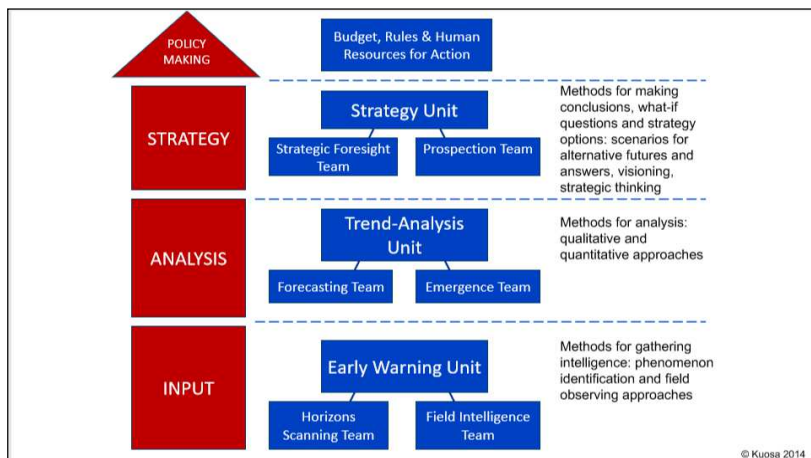 POLICY
MAKING
Budget, Rules & Human
Resources for Action
STRATEGY
Strategy Unit
Strategic Foresight
Team
Prospection Team
Methods for making
conclusions, what-if
questions and strategy
options: scenarios for
alternative futures and
answers, visioning,
strategic thinking
ANALYSIS
Trend-Analysis
Unit
Forecasting Team
Emergence Team
Methods for analysis:
qualitative and
quantitative approaches
INPUT
Early Warning Unit
Horizons
Scanning Team
Field Intelligence
Team
Methods for gathering
intelligence: phenomenon
identification and field
observing approaches
© Kuosa 2014